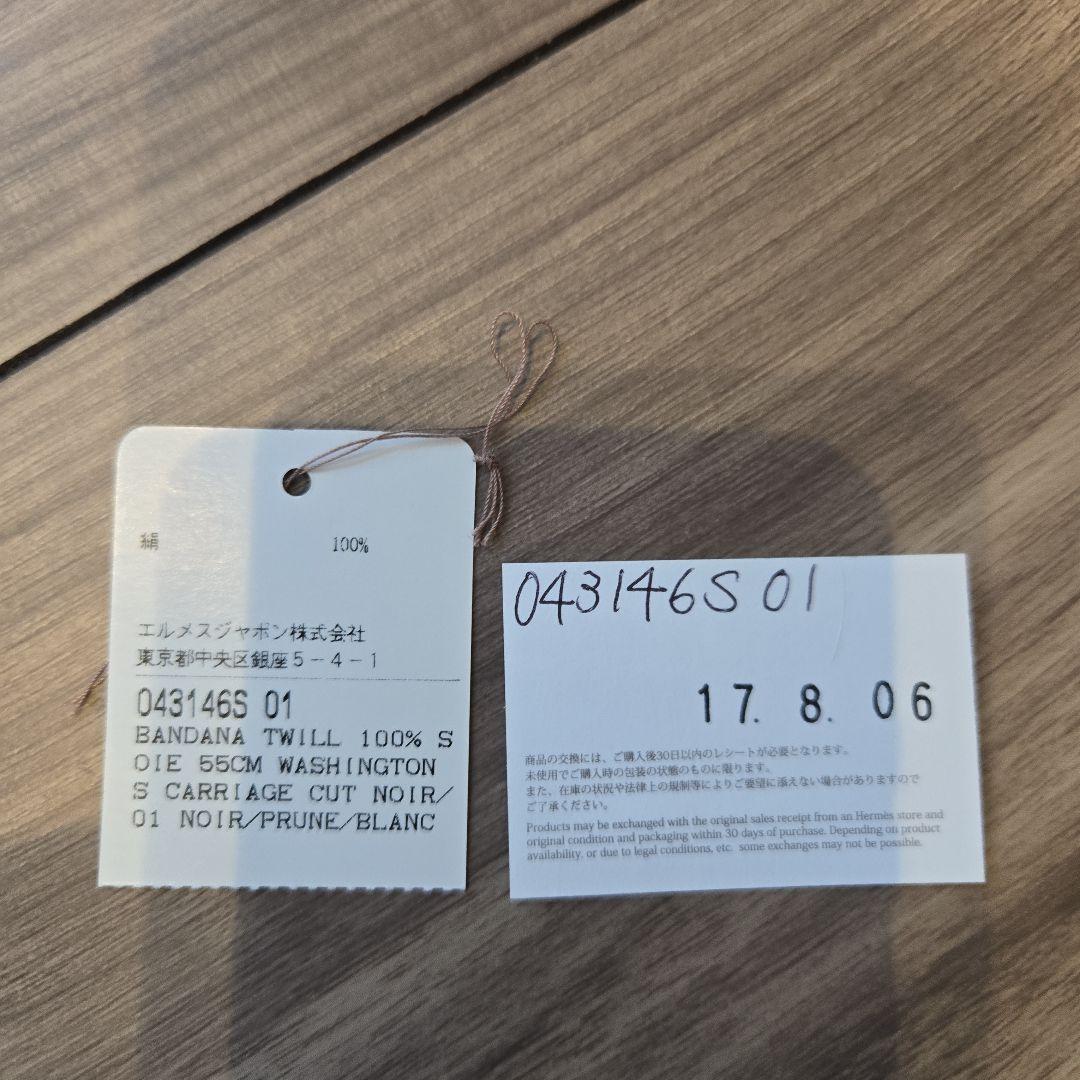 絹 100%
エルメスジャポン株式会社
東京都中央区銀座5-4-1
043146S 01
BANDANA TWILL 100% S
OIE 55CM WASHINGTON
S CARRIAGE CUT NOIR/
01 NOIR/PRUNE/BLANC
043146S 01
17. 8. 06
商品の交換には、ご購入後30日以内のレシートが必要となります。
未使用でご購入時の包装の状態のものに限ります。
また、在庫の状況や法律上の規制等によりご要望に添えない場合がありますので
ご了承ください。
Products may be exchanged with the original sales receipt from an Hermès store and
original condition and packaging within 30 days of purchase. Depending on product
availability, or due to legal conditions, etc. some exchanges may not be possible.